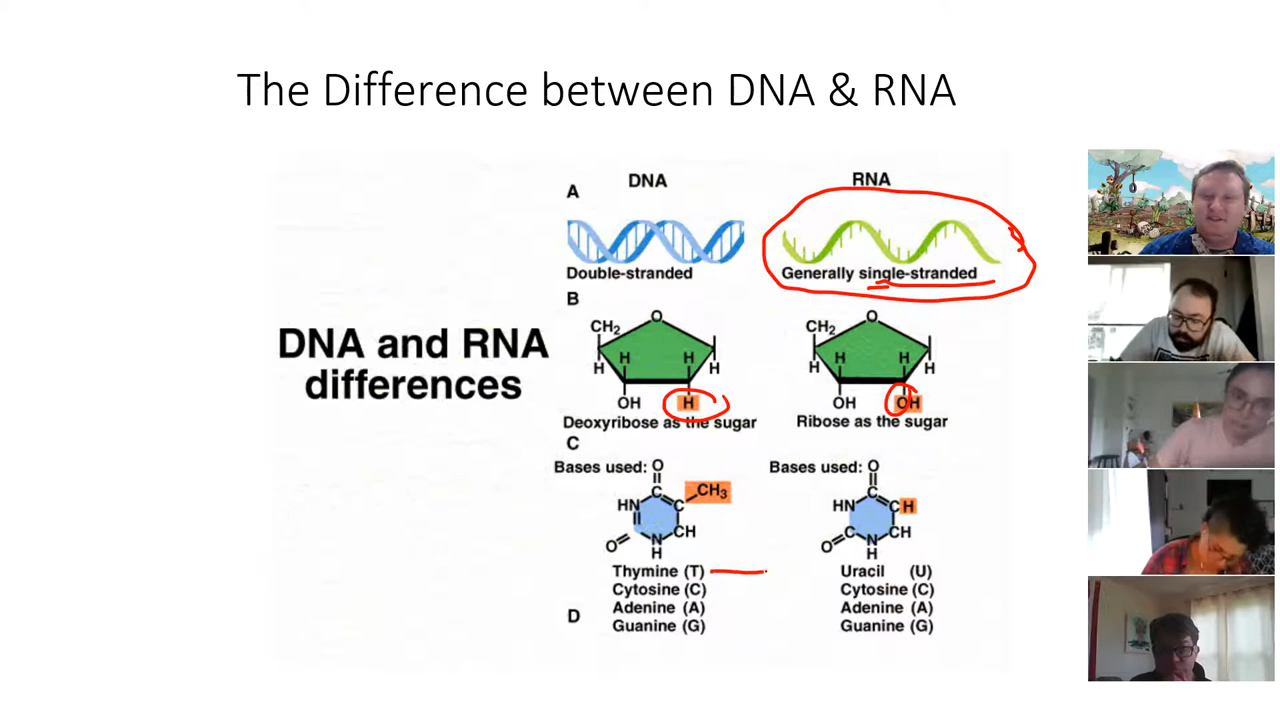 The Difference between DNA & RNA
DNA and RNA
differences
A
DNA
RNA
Double-stranded
Generally single-stranded
B
O
CH2
H
H
H
H
OH
H
Deoxyribose as the sugar
O
CH2
H
H
H
H
OH
OH
Ribose as the sugar
C
Bases used:
O
C
CH3
HN
C
CH
O
N
H
Bases used:
O
C
HN
C
H
C
CH
O
N
H
Thymine (T)
Cytosine (C)
Adenine (A)
Guanine (G)
Uracil (U)
Cytosine (C)
Adenine (A)
Guanine (G)
D